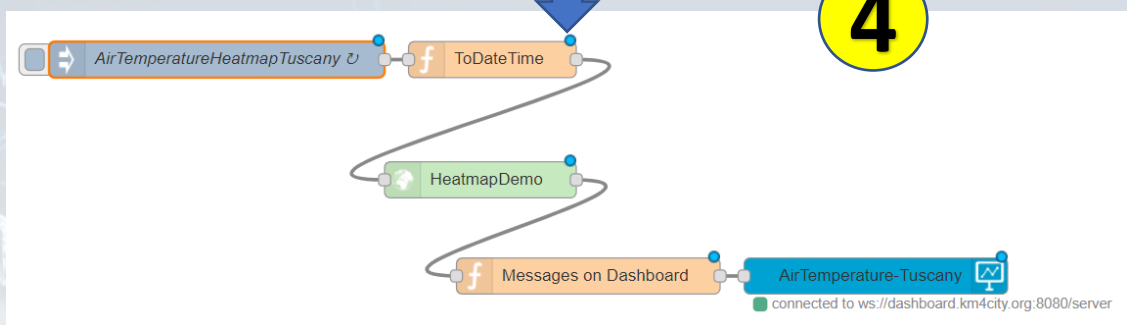 4
AirTemperatureHeatmapTuscany ↻
ToDateTime
HeatmapDemo
Messages on Dashboard
AirTemperature-Tuscany
connected to ws://dashboard.km4city.org:8080/server